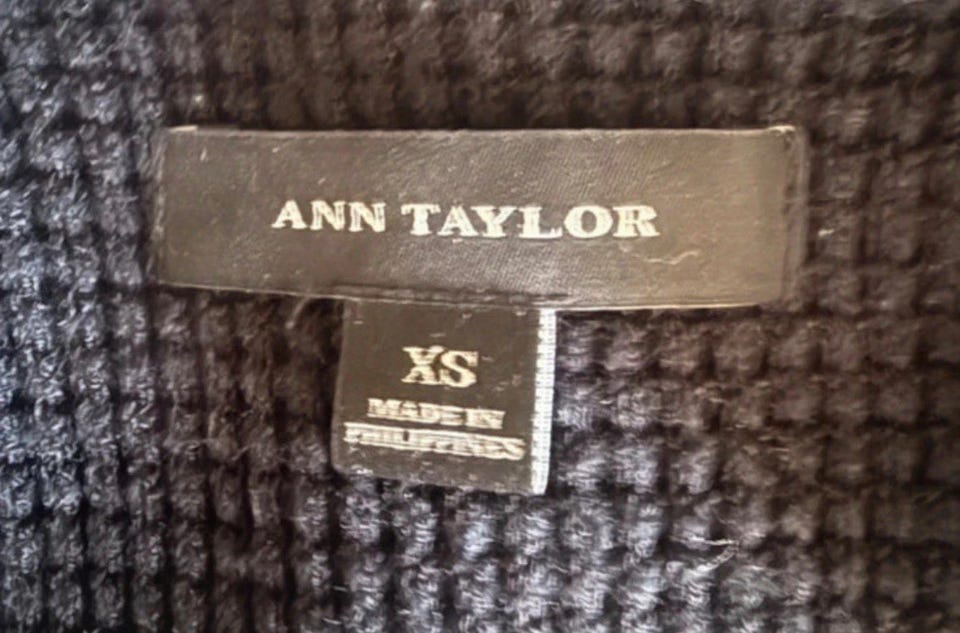 ANN TAYLOR
XS
MADE IN
PHILIPPINES